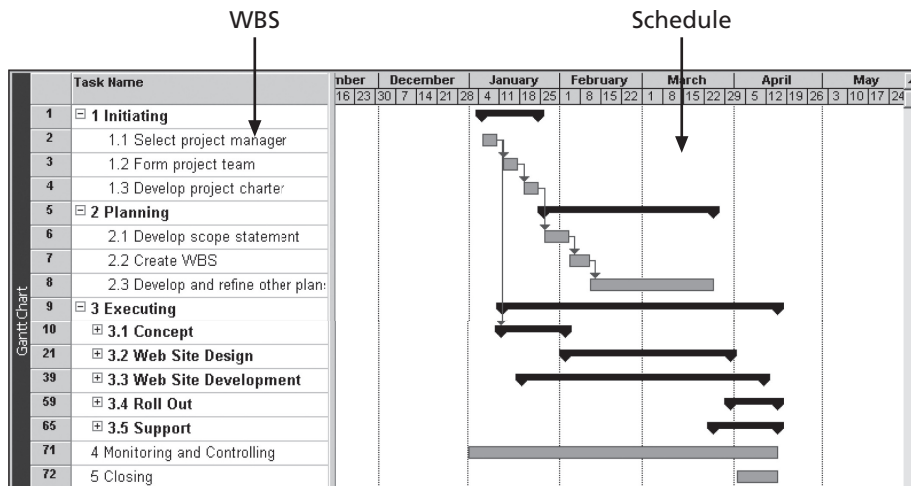 WBS Schedule
Task Name mber December January February March April May
16 23 30 7 14 21 28 4 11 18 25 1 8 15 22 1 8 15 22 29 5 12 19 26 3 10 17 24
1 1 Initiating
2 1.1 Select project manager
3 1.2 Form project team
4 1.3 Develop project charter
5 2 Planning
6 2.1 Develop scope statement
7 2.2 Create WBS
8 2.3 Develop and refine other plans
9 3 Executing
10 3.1 Concept
21 3.2 Web Site Design
39 3.3 Web Site Development
59 3.4 Roll Out
65 3.5 Support
71 4 Monitoring and Controlling
72 5 Closing
Gantt Chart